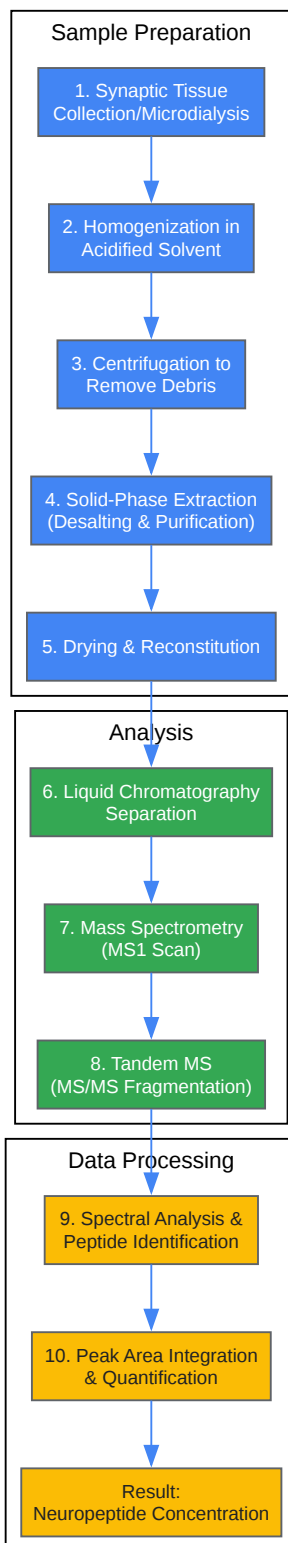 Sample Preparation
1. Synaptic Tissue
Collection/Microdialysis
2. Homogenization in
Acidified Solvent
3. Centrifugation to
Remove Debris
4. Solid-Phase Extraction
(Desalting & Purification)
5. Drying & Reconstitution
Analysis
6. Liquid Chromatography
Separation
7. Mass Spectrometry
(MS1 Scan)
8. Tandem MS
(MS/MS Fragmentation)
Data Processing
9. Spectral Analysis &
Peptide Identification
10. Peak Area Integration
& Quantification
Result:
Neuropeptide Concentration